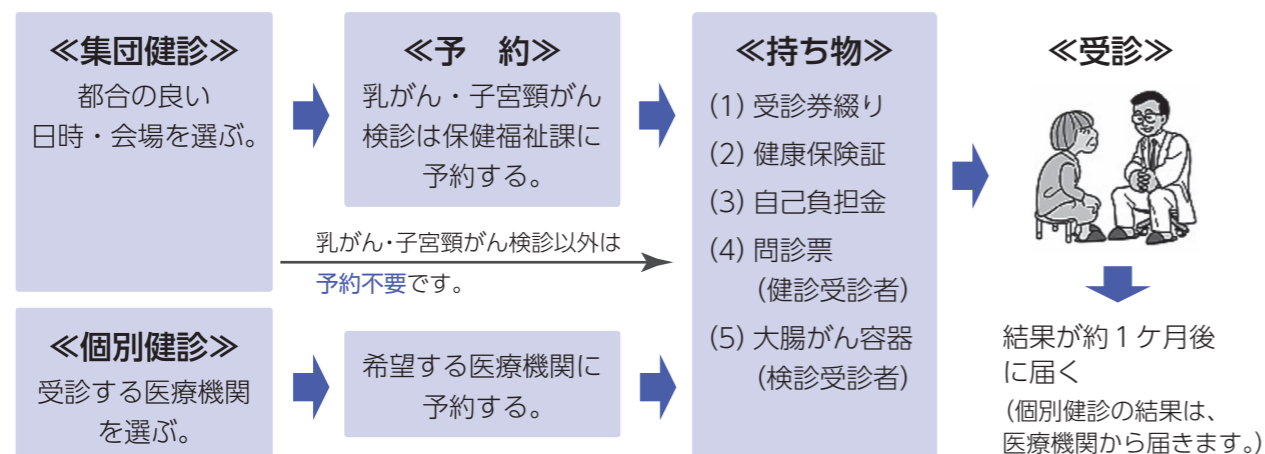 ≪集団健診≫
都合の良い
日時・会場を選ぶ。
≪予　約≫
乳がん・子宮頸がん
検診は保健福祉課に
予約する。
乳がん・子宮頸がん検診以外は
予約不要です。
≪個別健診≫
受診する医療機関
を選ぶ。
希望する医療機関に
予約する。
≪持ち物≫
(1) 受診券綴り
(2) 健康保険証
(3) 自己負担金
(4) 問診票
（健診受診者）
(5) 大腸がん容器
（検診受診者）
≪受診≫
結果が約１ケ月後
に届く
（個別健診の結果は、
医療機関から届きます。）